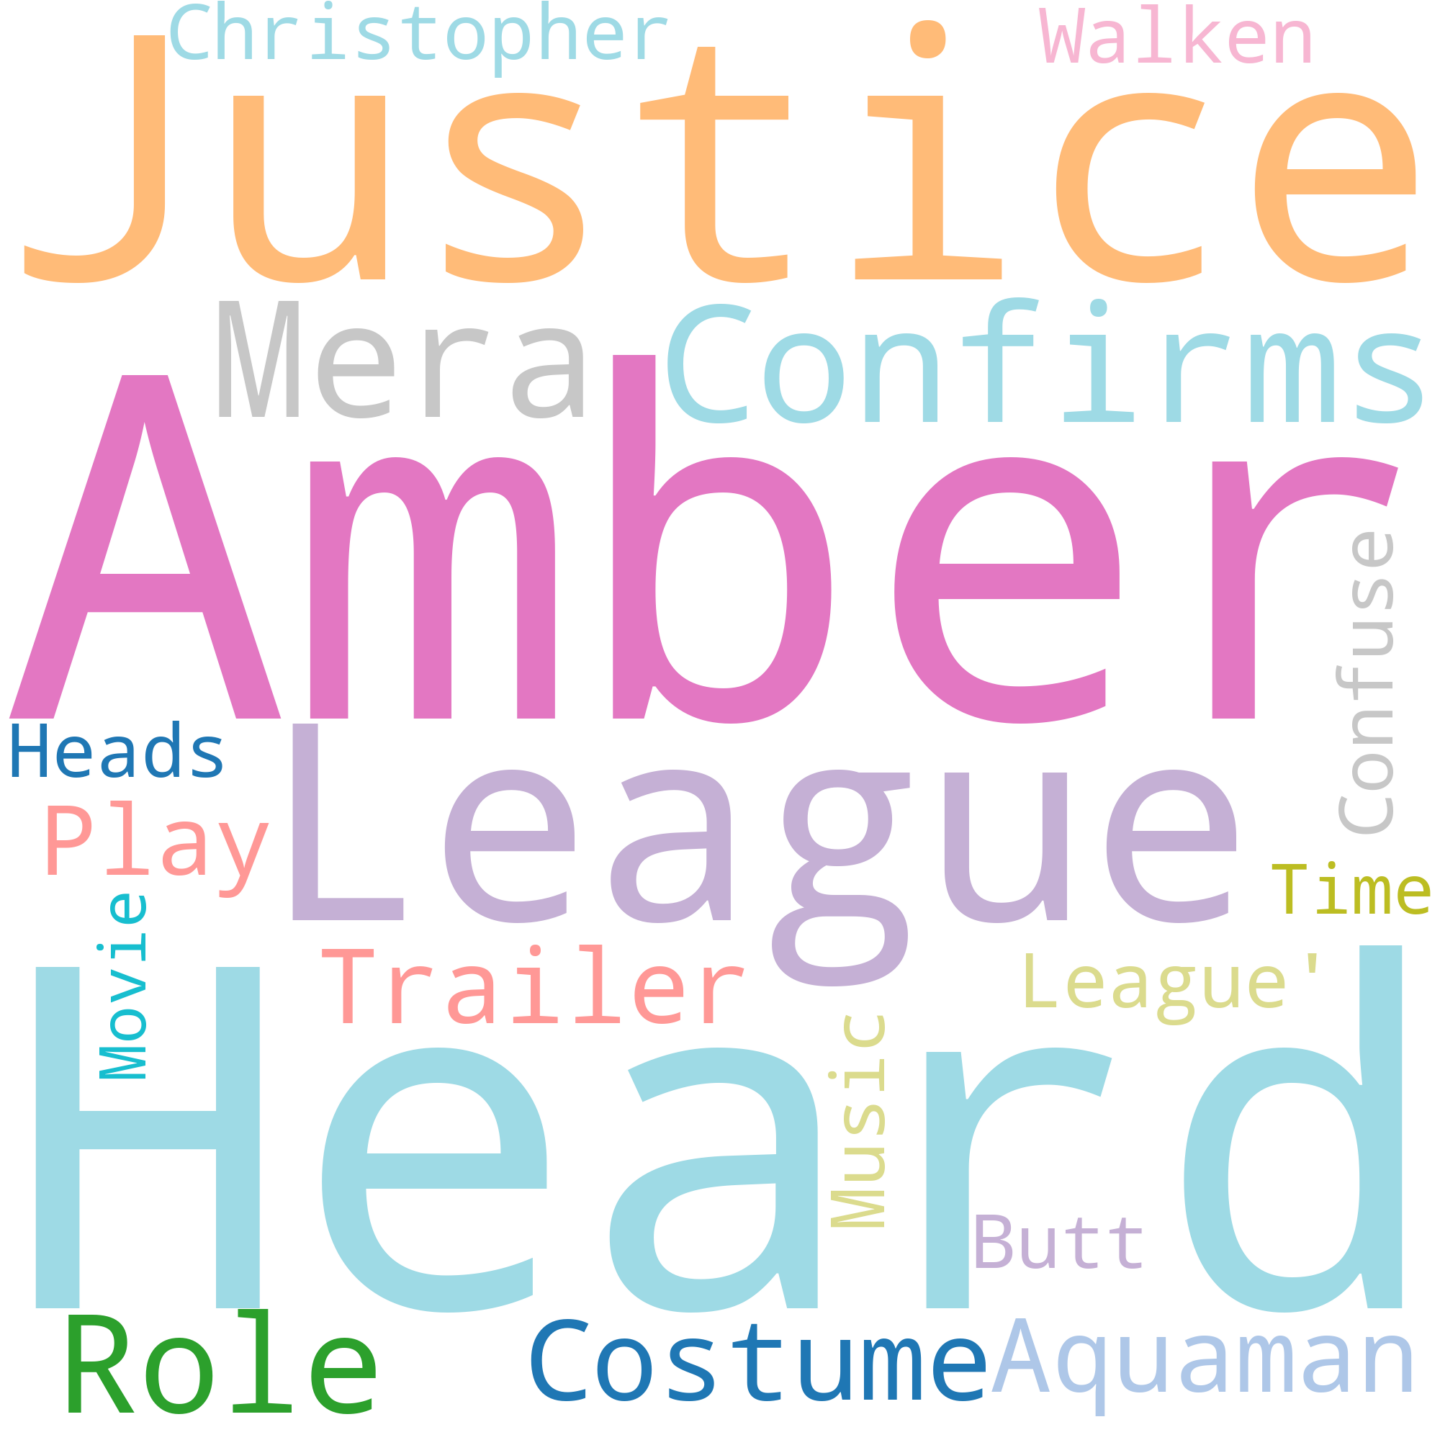 Christopher
Walken
Justice
Mera
Confirms
Amber
Confuse
Heads
League
Play
Time
Movie
Trailer
League'
Heard
Music
Butt
Role
Costume
Aquaman